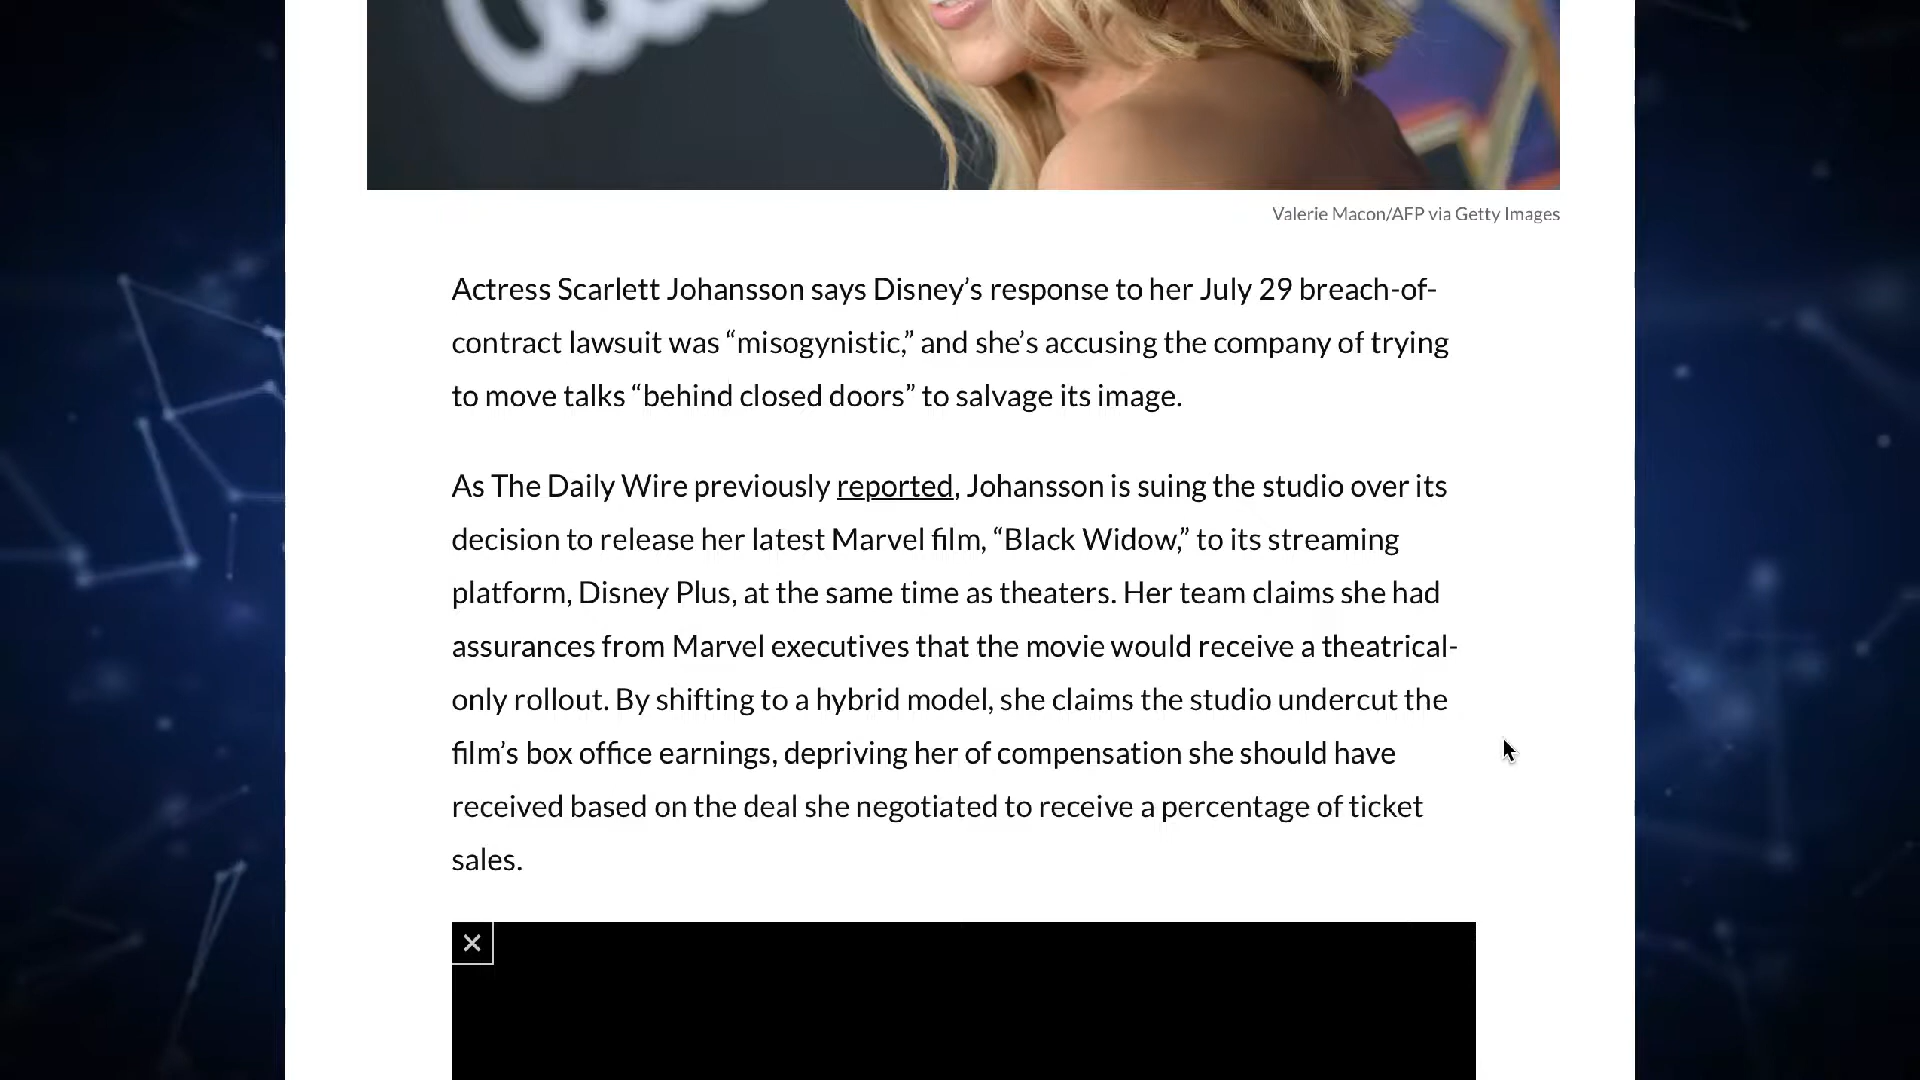 Valerie Macon/AFP via Getty Images
Actress Scarlett Johansson says Disney’s response to her July 29 breach-of-
contract lawsuit was “misogynistic,” and she’s accusing the company of trying
to move talks “behind closed doors” to salvage its image.
As The Daily Wire previously reported, Johansson is suing the studio over its
decision to release her latest Marvel film, “Black Widow,” to its streaming
platform, Disney Plus, at the same time as theaters. Her team claims she had
assurances from Marvel executives that the movie would receive a theatrical-
only rollout. By shifting to a hybrid model, she claims the studio undercut the
film’s box office earnings, depriving her of compensation she should have
received based on the deal she negotiated to receive a percentage of ticket
sales.